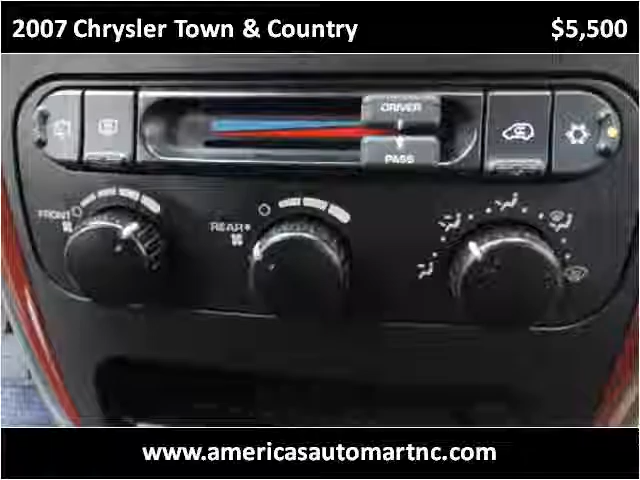 2007 Chrysler Town & Country $5,500
DRIVER
PASS
FRONT
REAR
www.americasautomartnc.com